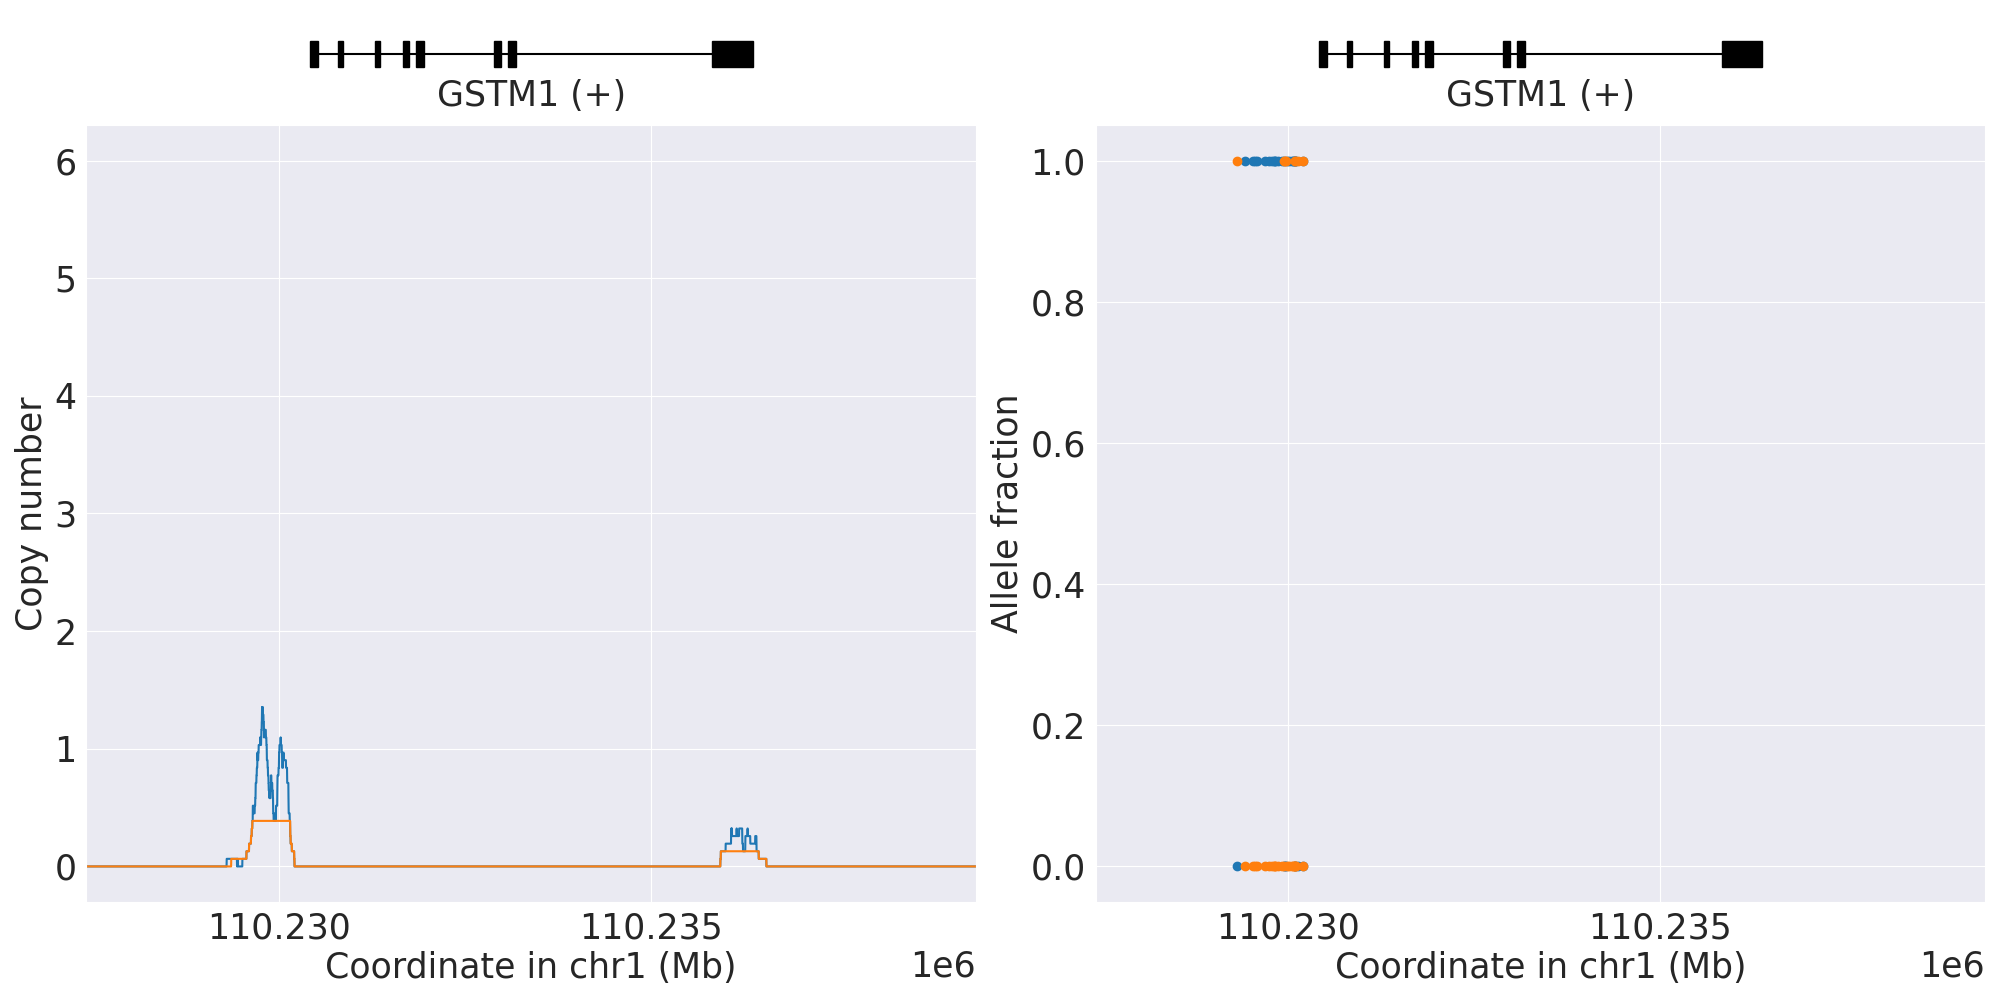 GSTM1 (+)
6
5
4
3
2
1
0
Copy number
110.230
110.235
Coordinate in chr1 (Mb)
1e6
GSTM1 (+)
1.0
0.8
0.6
0.4
0.2
0.0
Allele fraction
110.230
110.235
Coordinate in chr1 (Mb)
1e6